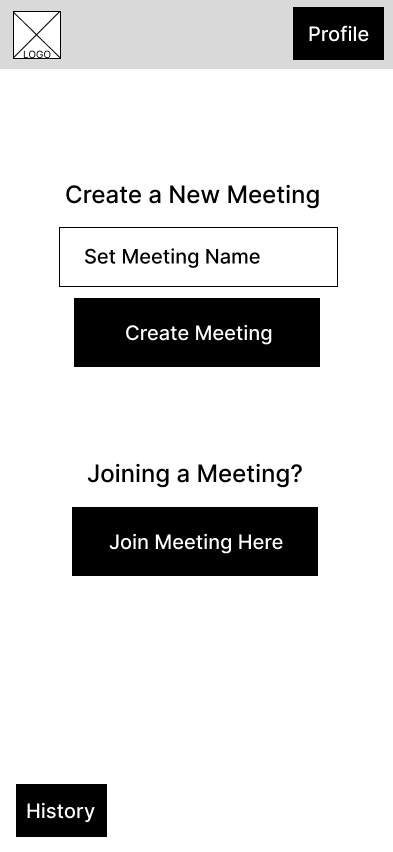 LOGO
Profile
Create a New Meeting
Set Meeting Name
Create Meeting
Joining a Meeting?
Join Meeting Here
History